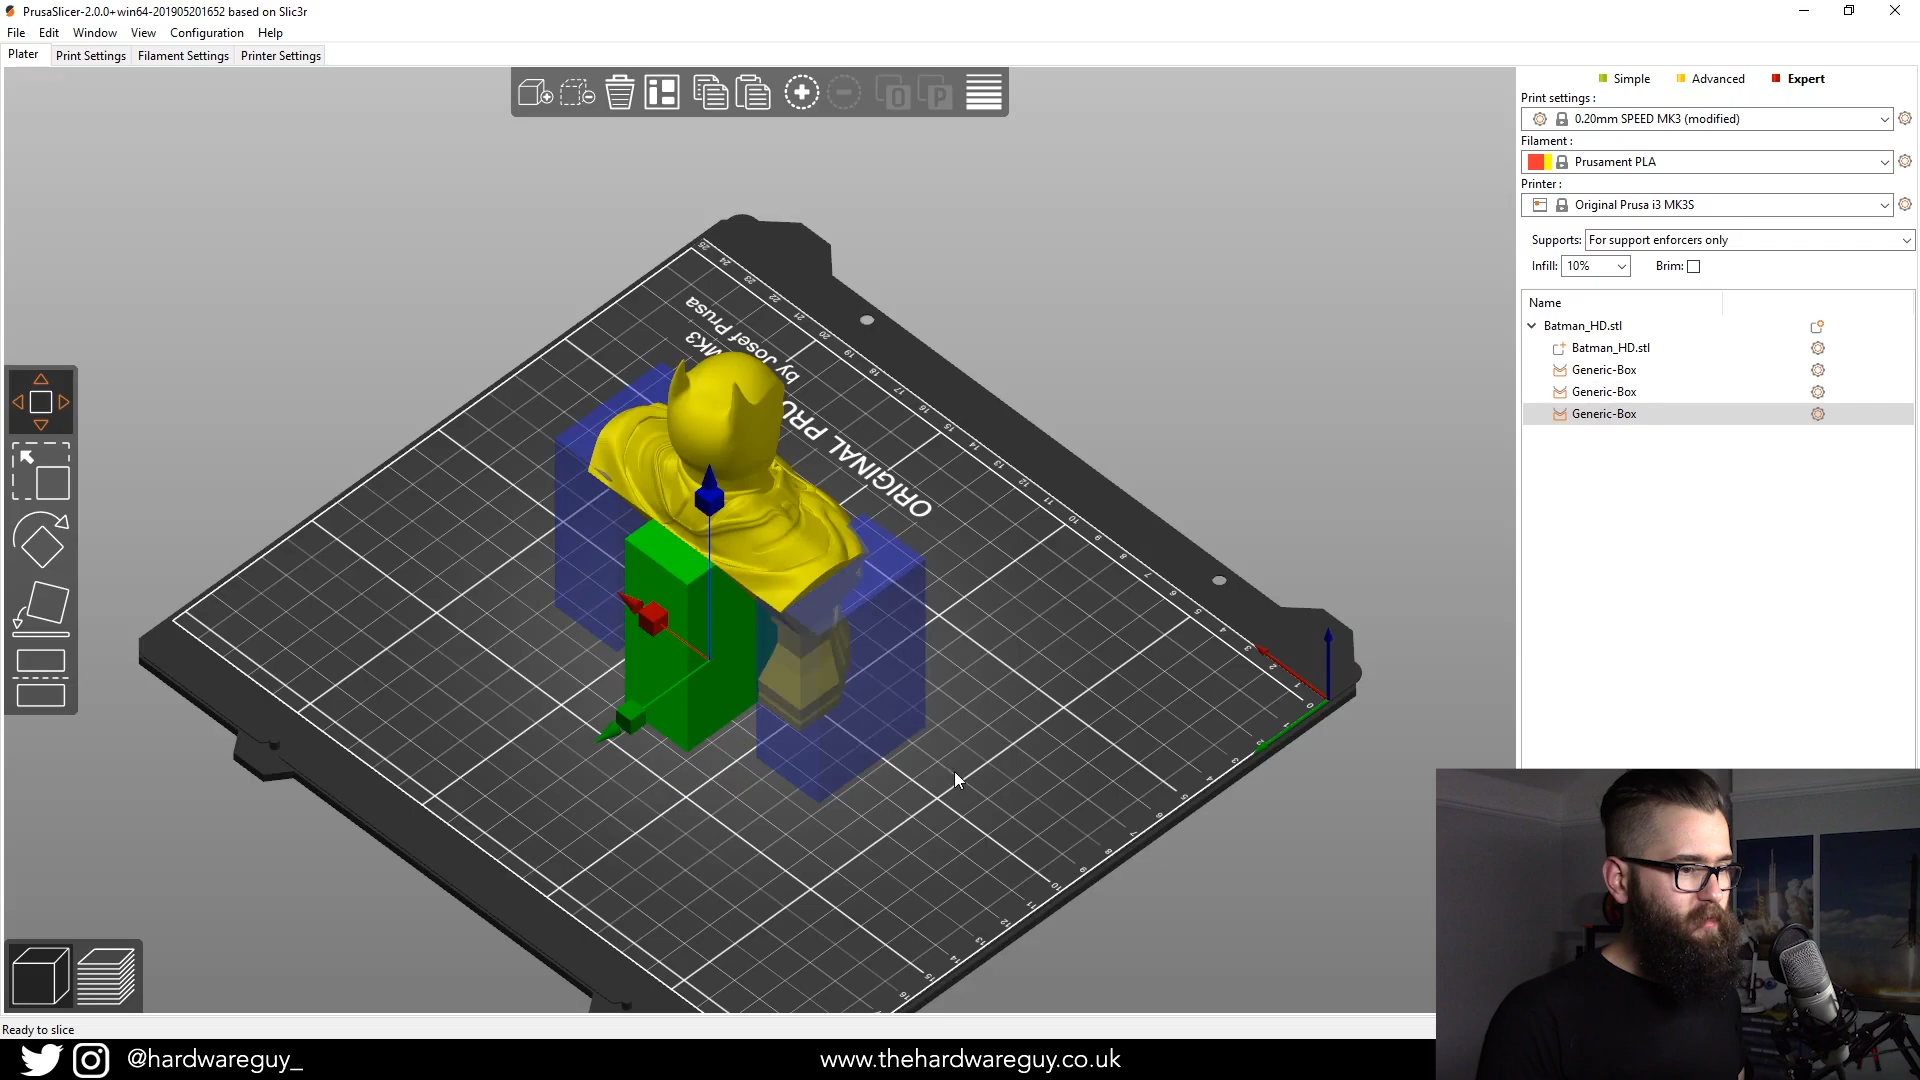 PrusaSlicer-2.0.0+win64-201905201652 based on Slic3r
File Edit Window View Configuration Help
Plater Print Settings Filament Settings Printer Settings
Simple Advanced Expert
Print settings :
0.20mm SPEED MK3 (modified)
Filament :
Prusament PLA
Printer :
Original Prusa i3 MK3S
Supports: For support enforcers only
Infill: 10% Brim:
Name
Batman_HD.stl
Batman_HD.stl
Generic-Box
Generic-Box
Generic-Box
ORIGINAL PRU
MK3
by Josef Prusa
Ready to slice
@hardwareguy_
www.thehardwareguy.co.uk